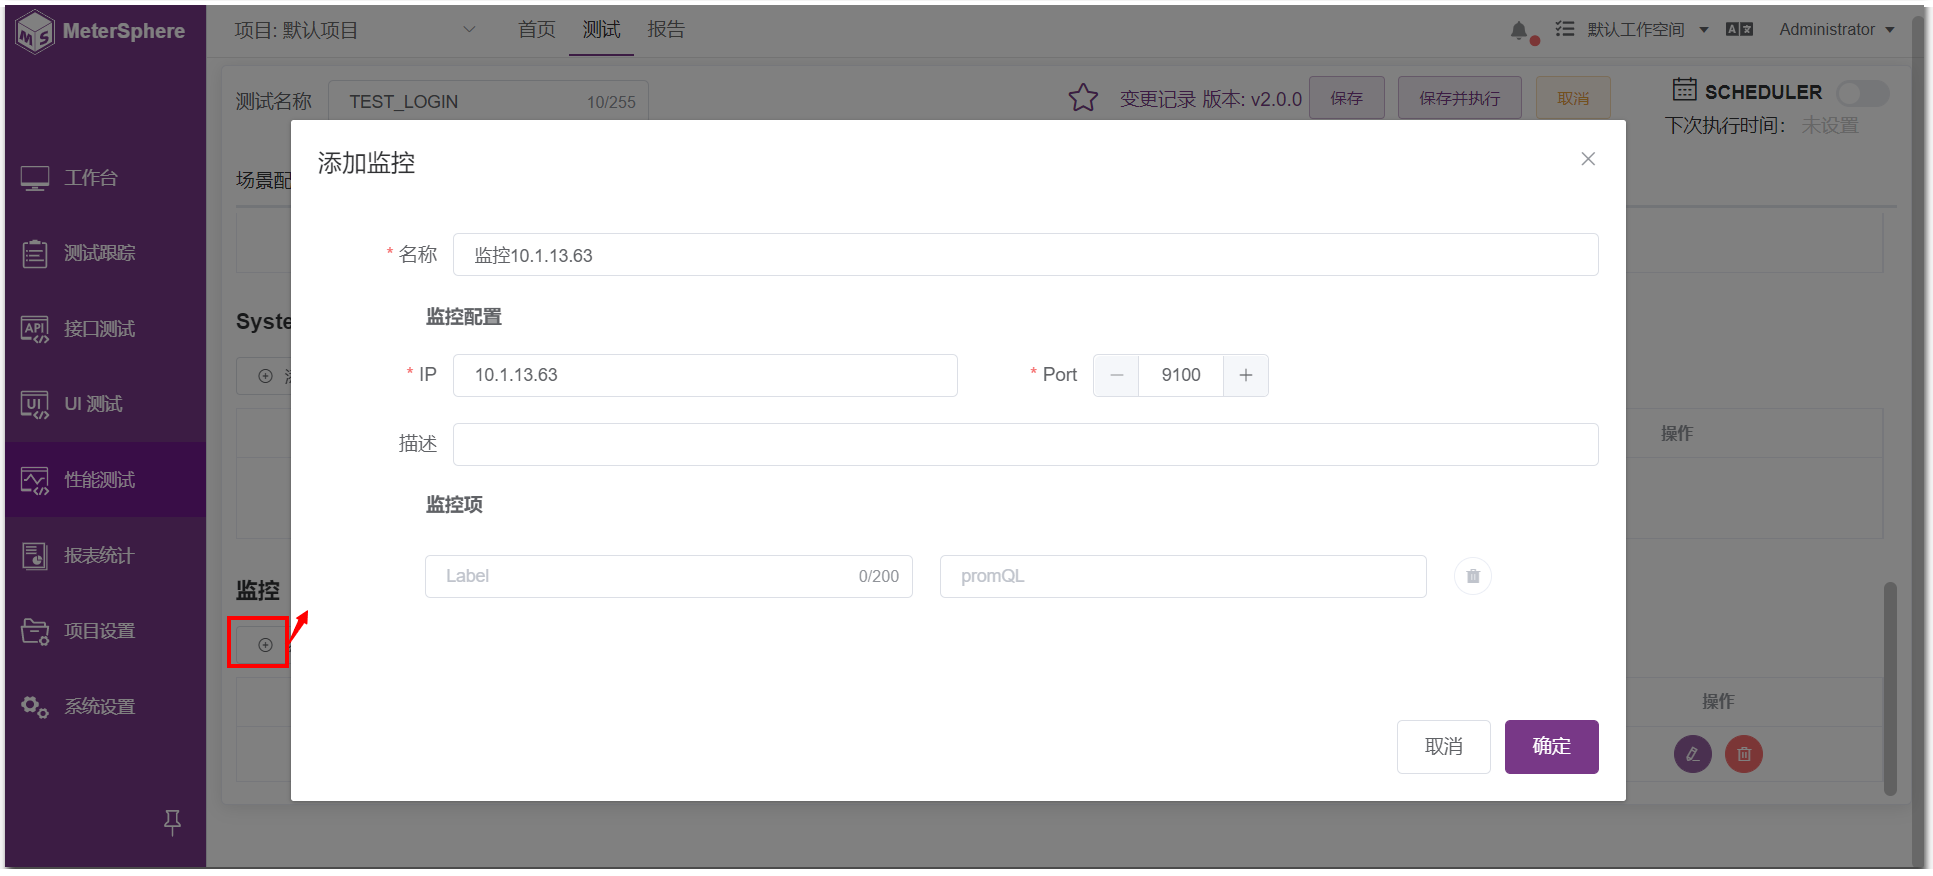 MeterSphere
项目: 默认项目
首页
测试
报告
默认工作空间
Administrator
测试名称
TEST_LOGIN
10/255
变更记录
版本: v2.0.0
保存
保存并执行
取消
SCHEDULER
下次执行时间:
未设置
工作台
测试跟踪
接口测试
UI 测试
性能测试
报表统计
项目设置
系统设置
场景配
Syste
操作
监控
操作
添加监控
* 名称
监控10.1.13.63
监控配置
* IP
10.1.13.63
* Port
9100
描述
监控项
Label
0/200
promQL
取消
确定